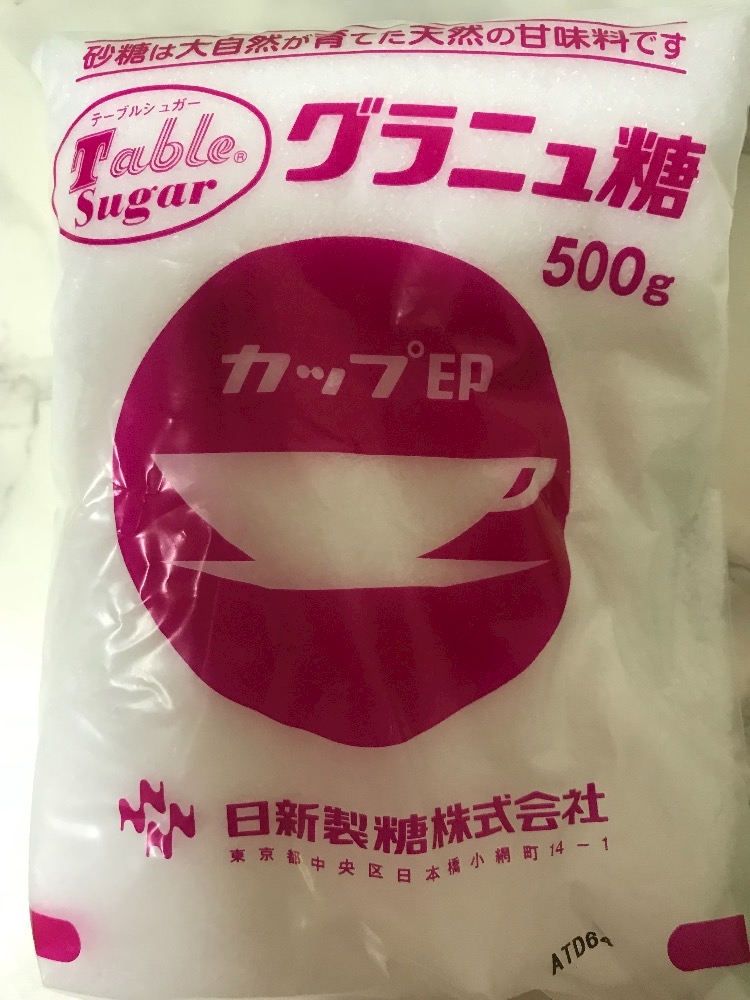 砂糖は大自然が育てた天然の甘味料です
テーブルシュガー
Table®
Sugar
グラニュ糖
500g
カップ印
日新製糖株式会社
東京都中央区日本橋小網町14−1